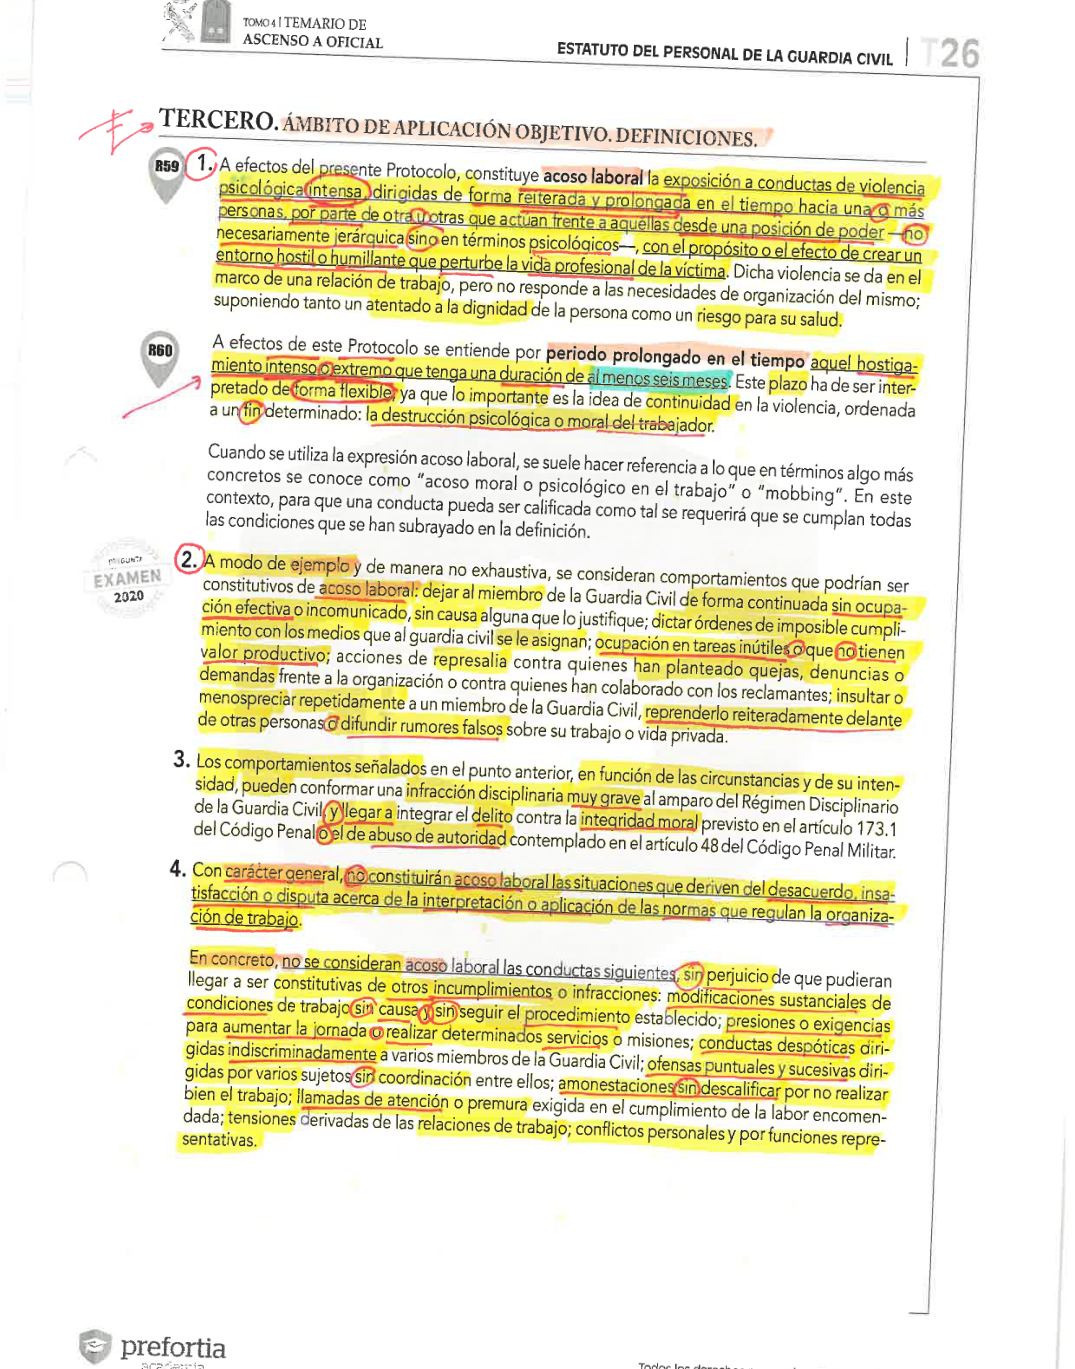 TOMO 4 | TEMARIO DE
ASCENSO A OFICIAL
ESTATUTO DEL PERSONAL DE LA GUARDIA CIVIL | T26
TERCERO. ÁMBITO DE APLICACIÓN OBJETIVO. DEFINICIONES.
R59
1. A efectos del presente Protocolo, constituye acoso laboral la exposición a conductas de violencia
psicológica intensa, dirigidas de forma reiterada y prolongada en el tiempo hacia una o más
personas, por parte de otra u otras que actuan frente a aquéllas desde una posición de poder —no
necesariamente jerárquica sino en términos psicológicos—, con el propósito o el efecto de crear un
entorno hostil o humillante que perturbe la vida profesional de la víctima. Dicha violencia se da en el
marco de una relación de trabajo, pero no responde a las necesidades de organización del mismo;
suponiendo tanto un atentado a la dignidad de la persona como un riesgo para su salud.
R60
A efectos de este Protocolo se entiende por periodo prolongado en el tiempo aquel hostiga-
miento intenso o extremo que tenga una duración de al menos seis meses. Este plazo ha de ser inter-
pretado de forma flexible, ya que lo importante es la idea de continuidad en la violencia, ordenada
a un fin determinado: la destrucción psicológica o moral del trabajador.
Cuando se utiliza la expresión acoso laboral, se suele hacer referencia a lo que en términos algo más
concretos se conoce como "acoso moral o psicológico en el trabajo" o "mobbing". En este
contexto, para que una conducta pueda ser calificada como tal se requerirá que se cumplan todas
las condiciones que se han subrayado en la definición.
PREGUNTA
EXAMEN
2020
2. A modo de ejemplo y de manera no exhaustiva, se consideran comportamientos que podrían ser
constitutivos de acoso laboral: dejar al miembro de la Guardia Civil de forma continuada sin ocupa-
ción efectiva o incomunicado, sin causa alguna que lo justifique; dictar órdenes de imposible cumpli-
miento con los medios que al guardia civil se le asignan; ocupación en tareas inútiles o que no tienen
valor productivo; acciones de represalia contra quienes han planteado quejas, denuncias o
demandas frente a la organización o contra quienes han colaborado con los reclamantes; insultar o
menospreciar repetidamente a un miembro de la Guardia Civil, reprenderlo reiteradamente delante
de otras personas o difundir rumores falsos sobre su trabajo o vida privada.
3. Los comportamientos señalados en el punto anterior, en función de las circunstancias y de su inten-
sidad, pueden conformar una infracción disciplinaria muy grave al amparo del Régimen Disciplinario
de la Guardia Civil, y llegar a integrar el delito contra la integridad moral previsto en el artículo 173.1
del Código Penal o el de abuso de autoridad contemplado en el artículo 48 del Código Penal Militar.
4. Con carácter general, no constituirán acoso laboral las situaciones que deriven del desacuerdo, insa-
tisfacción o disputa acerca de la interpretación o aplicación de las normas que regulan la organiza-
ción de trabajo.
En concreto, no se consideran acoso laboral las conductas siguientes, sin perjuicio de que pudieran
llegar a ser constitutivas de otros incumplimientos o infracciones: modificaciones sustanciales de
condiciones de trabajo sin causa y sin seguir el procedimiento establecido; presiones o exigencias
para aumentar la jornada o realizar determinados servicios o misiones; conductas despóticas diri-
gidas indiscriminadamente a varios miembros de la Guardia Civil; ofensas puntuales y sucesivas diri-
gidas por varios sujetos sin coordinación entre ellos; amonestaciones sin descalificar por no realizar
bien el trabajo; llamadas de atención o premura exigida en el cumplimiento de la labor encomen-
dada; tensiones derivadas de las relaciones de trabajo; conflictos personales y por funciones repre-
sentativas.
prefortia
academia
Todos los derechos